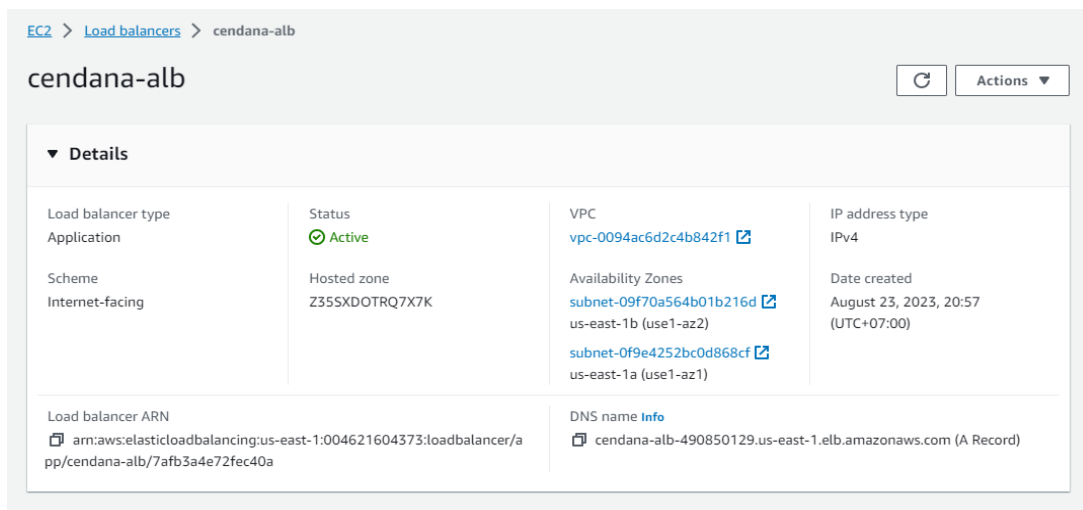 EC2 > Load balancers > cendana-alb
cendana-alb
Actions
Details
Load balancer type
Application
Status
Active
VPC
vpc-0094ac6d2c4b842f1
IP address type
IPv4
Scheme
Internet-facing
Hosted zone
Z35SXDOTRQ7X7K
Availability Zones
subnet-09f70a564b01b216d
us-east-1b (use1-az2)
subnet-0f9e4252bc0d868cf
us-east-1a (use1-az1)
Date created
August 23, 2023, 20:57
(UTC+07:00)
Load balancer ARN
arn:aws:elasticloadbalancing:us-east-1:004621604373:loadbalancer/a
pp/cendana-alb/7afb3a4e72fec40a
DNS name Info
cendana-alb-490850129.us-east-1.elb.amazonaws.com (A Record)